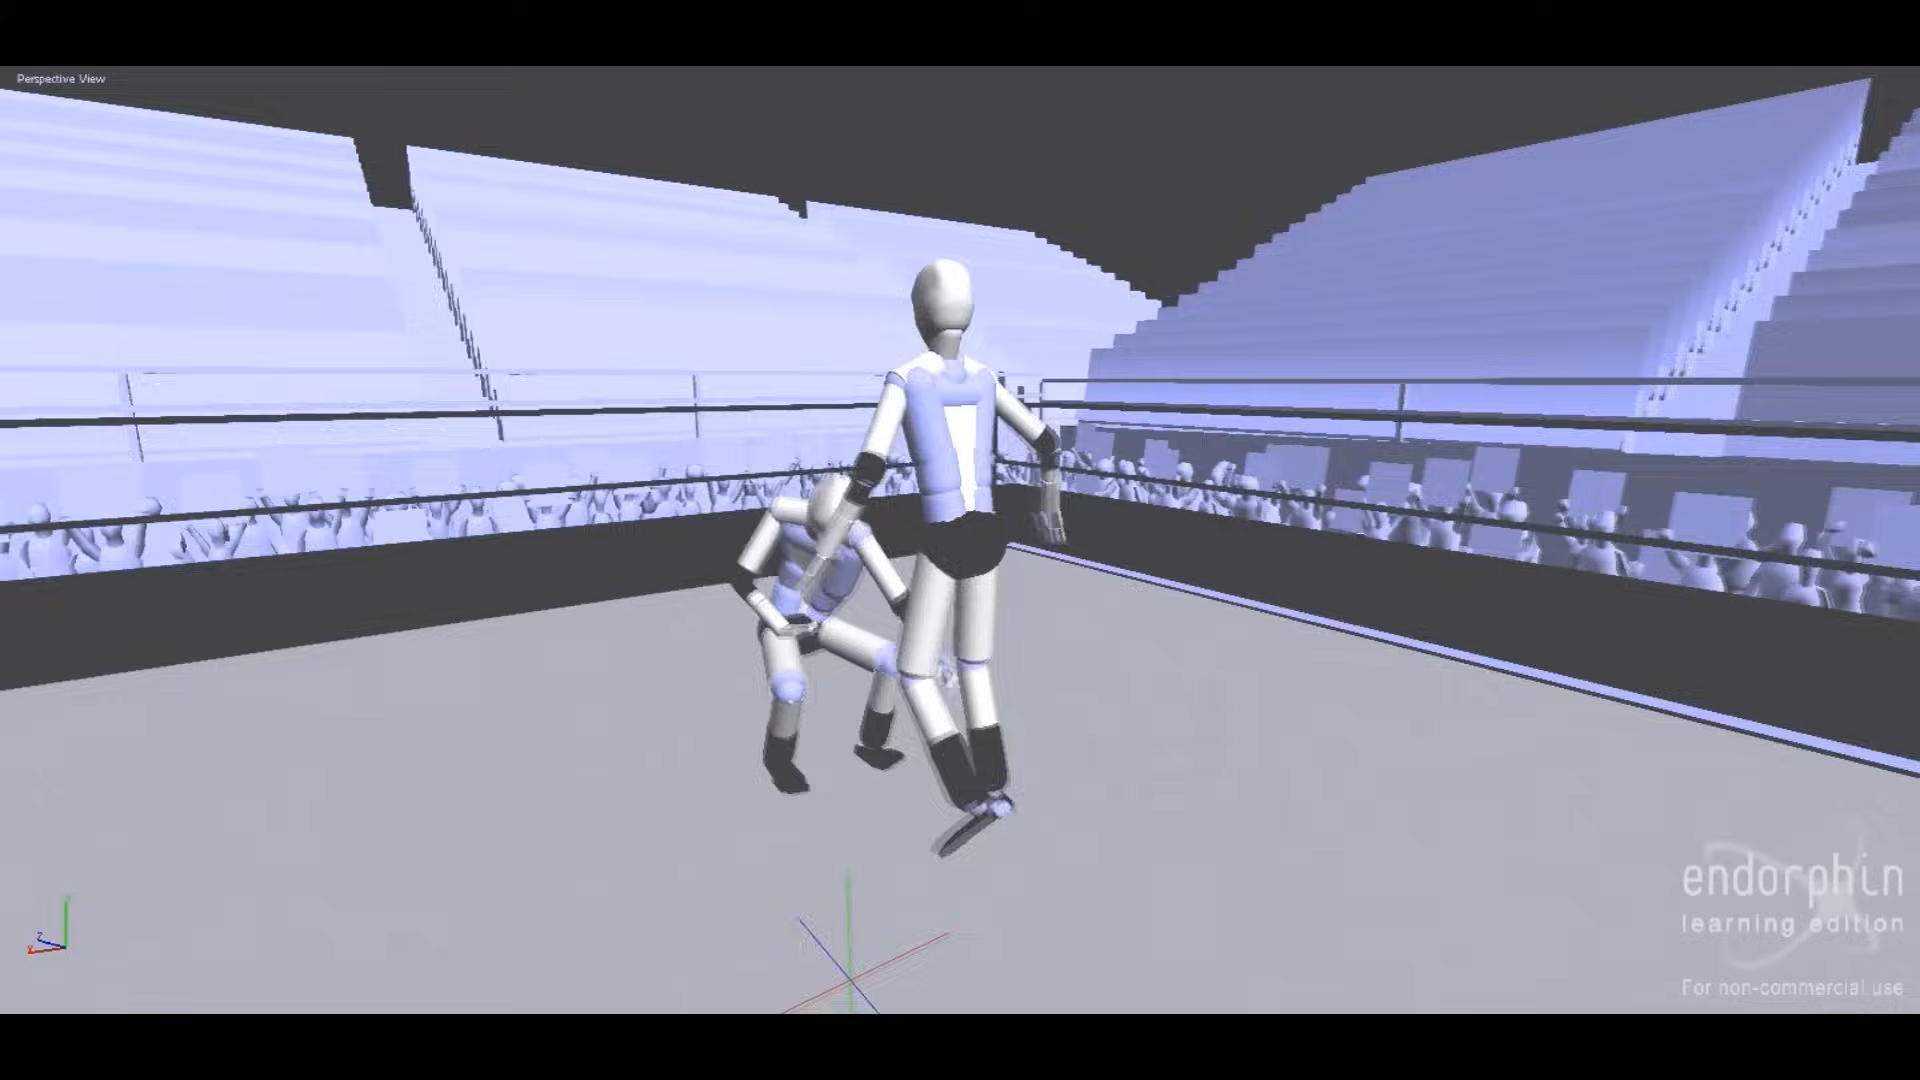 Perspective View
Z
X
endorphin
learning edition
For non-commercial use